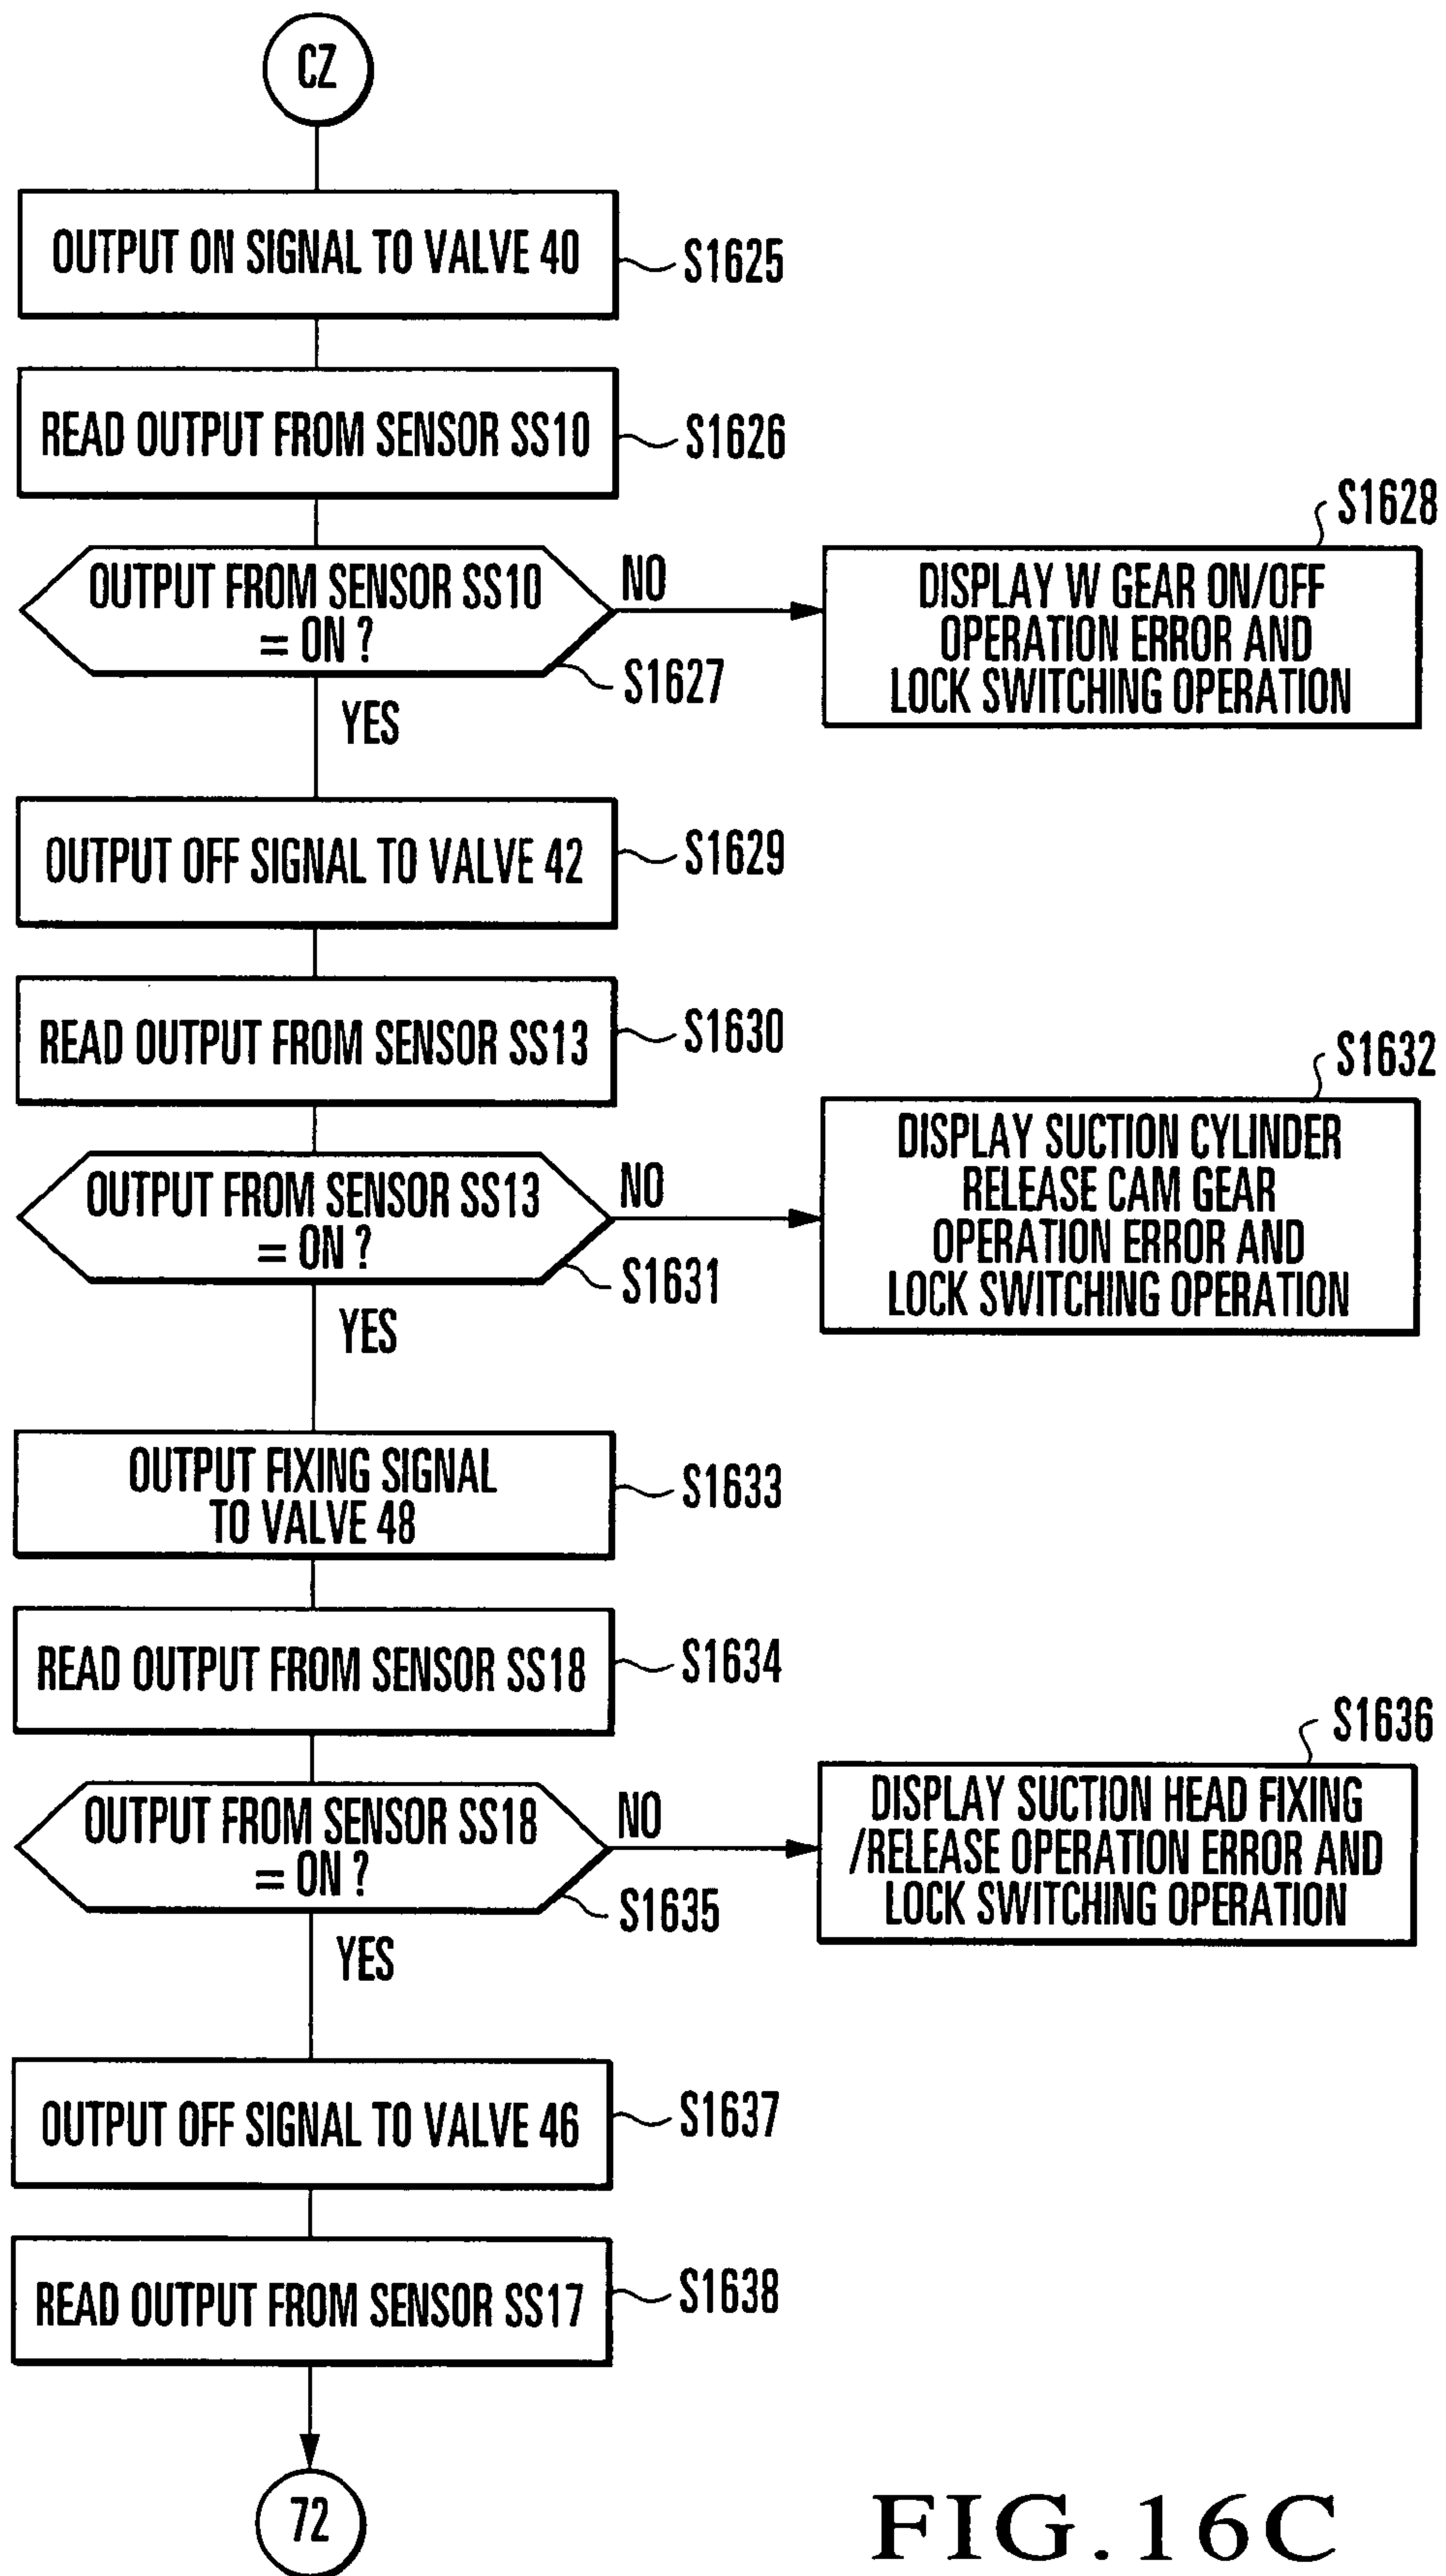 CZ
OUTPUT ON SIGNAL TO VALVE 40
S1625
READ OUTPUT FROM SENSOR SS10
S1626
OUTPUT FROM SENSOR SS10
= ON ?
NO
S1627
YES
S1628
DISPLAY W GEAR ON/OFF
OPERATION ERROR AND
LOCK SWITCHING OPERATION
OUTPUT OFF SIGNAL TO VALVE 42
S1629
READ OUTPUT FROM SENSOR SS13
S1630
OUTPUT FROM SENSOR SS13
= ON ?
NO
S1631
YES
S1632
DISPLAY SUCTION CYLINDER
RELEASE CAM GEAR
OPERATION ERROR AND
LOCK SWITCHING OPERATION
OUTPUT FIXING SIGNAL
TO VALVE 48
S1633
READ OUTPUT FROM SENSOR SS18
S1634
OUTPUT FROM SENSOR SS18
= ON ?
NO
S1635
YES
S1636
DISPLAY SUCTION HEAD FIXING
/RELEASE OPERATION ERROR AND
LOCK SWITCHING OPERATION
OUTPUT OFF SIGNAL TO VALVE 46
S1637
READ OUTPUT FROM SENSOR SS17
S1638
72
FIG.16C